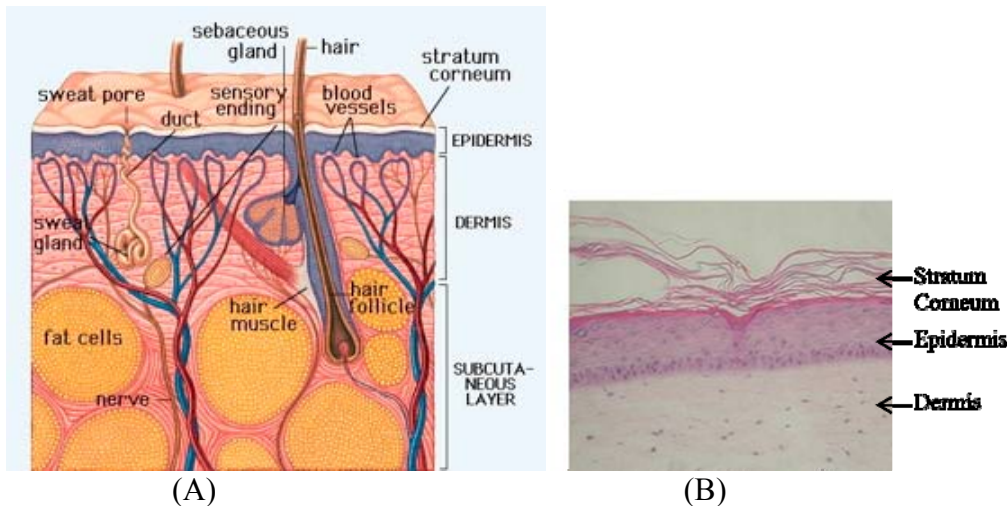 sebaceous
gland
hair
stratum
corneum
sweat pore
duct
sensory
ending
blood
vessels
EPIDERMIS
DERMIS
sweat
gland
hair
muscle
hair
follicle
fat cells
nerve
SUBCUTA-
NEOUS
LAYER
(A)
Stratum
Corneum
Epidermis
Dermis
(B)